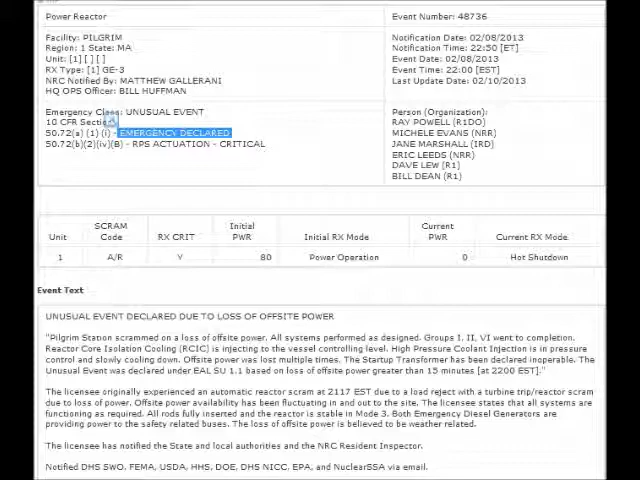 Power Reactor
Event Number: 48736
Facility: PILGRIM
Region: 1 State: MA
Unit: [1] [ ] [ ]
RX Type: [1] GE-3
NRC Notified By: MATTHEW GALLERANI
HQ OPS Officer: BILL HUFFMAN
Notification Date: 02/08/2013
Notification Time: 22:50 [ET]
Event Date: 02/08/2013
Event Time: 22:00 [EST]
Last Update Date: 02/10/2013
Emergency Class: UNUSUAL EVENT
10 CFR Section:
50.72(a) (1) (i) - EMERGENCY DECLARED
50.72(b)(2)(iv)(B) - RPS ACTUATION - CRITICAL
Person (Organization):
RAY POWELL (R1DO)
MICHELE EVANS (NRR)
JANE MARSHALL (IRD)
ERIC LEEDS (NRR)
DAVE LEW (R1)
BILL DEAN (R1)
Unit SCRAM Code RX CRIT Initial PWR Initial RX Mode Current PWR Current RX Mode
1 A/R Y 80 Power Operation 0 Hot Shutdown
Event Text
UNUSUAL EVENT DECLARED DUE TO LOSS OF OFFSITE POWER
"Pilgrim Station scrammed on a loss of offsite power. All systems performed as designed. Groups I, II, VI went to completion.
Reactor Core Isolation Cooling (RCIC) is injecting to the vessel controlling level. High Pressure Coolant Injection is in pressure
control and slowly cooling down. Offsite power was lost multiple times. The Startup Transformer has been declared inoperable. The
Unusual Event was declared under EAL SU 1.1 based on loss of offsite power greater than 15 minutes [at 2200 EST]."
The licensee originally experienced an automatic reactor scram at 2117 EST due to a load reject with a turbine trip/reactor scram
due to loss of power. Offsite power availability has been fluctuating in and out to the site. The licensee states that all systems are
functioning as required. All rods fully inserted and the reactor is stable in Mode 3. Both Emergency Diesel Generators are
providing power to the safety related buses. The loss of offsite power is believed to be weather related.
The licensee has notified the State and local authorities and the NRC Resident Inspector.
Notified DHS SWO, FEMA, USDA, HHS, DOE, DHS NICC, EPA, and NuclearSSA via email.